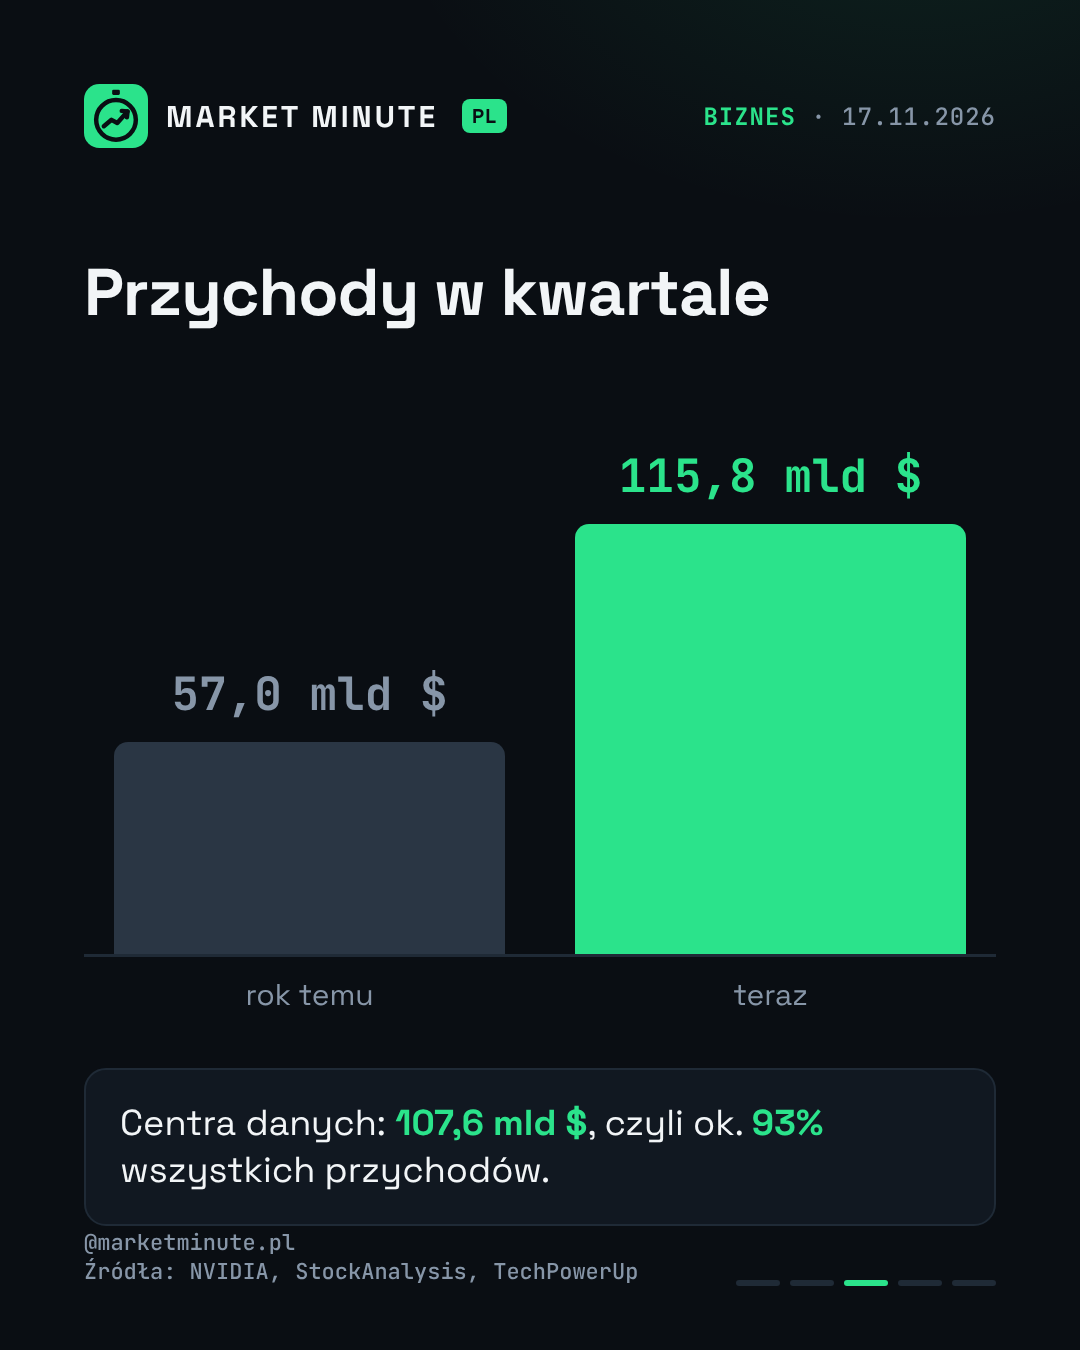 MARKET MINUTE PL
BIZNES · 17.11.2026
Przychody w kwartale
115,8 mld $
57,0 mld $
rok temu
teraz
Centra danych: 107,6 mld $, czyli ok. 93%
wszystkich przychodów.
@marketminute.pl
Źródła: NVIDIA, StockAnalysis, TechPowerUp